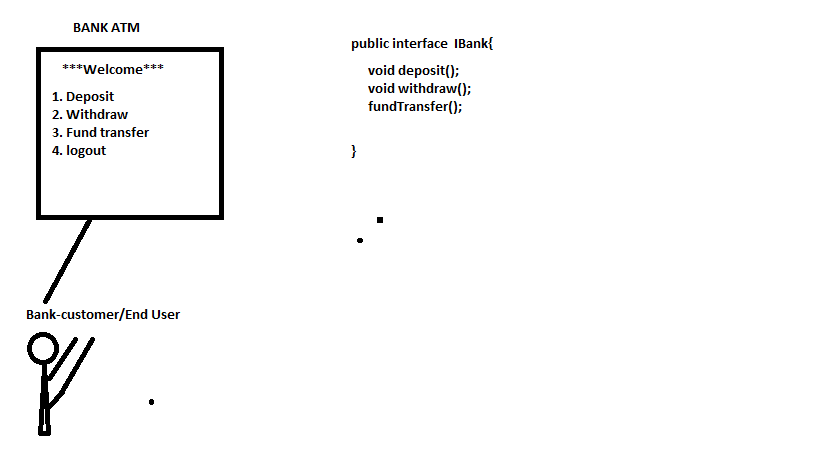 BANK ATM
***Welcome***
1. Deposit
2. Withdraw
3. Fund transfer
4. logout
Bank-customer/End User
public interface IBank{
void deposit();
void withdraw();
fundTransfer();
}